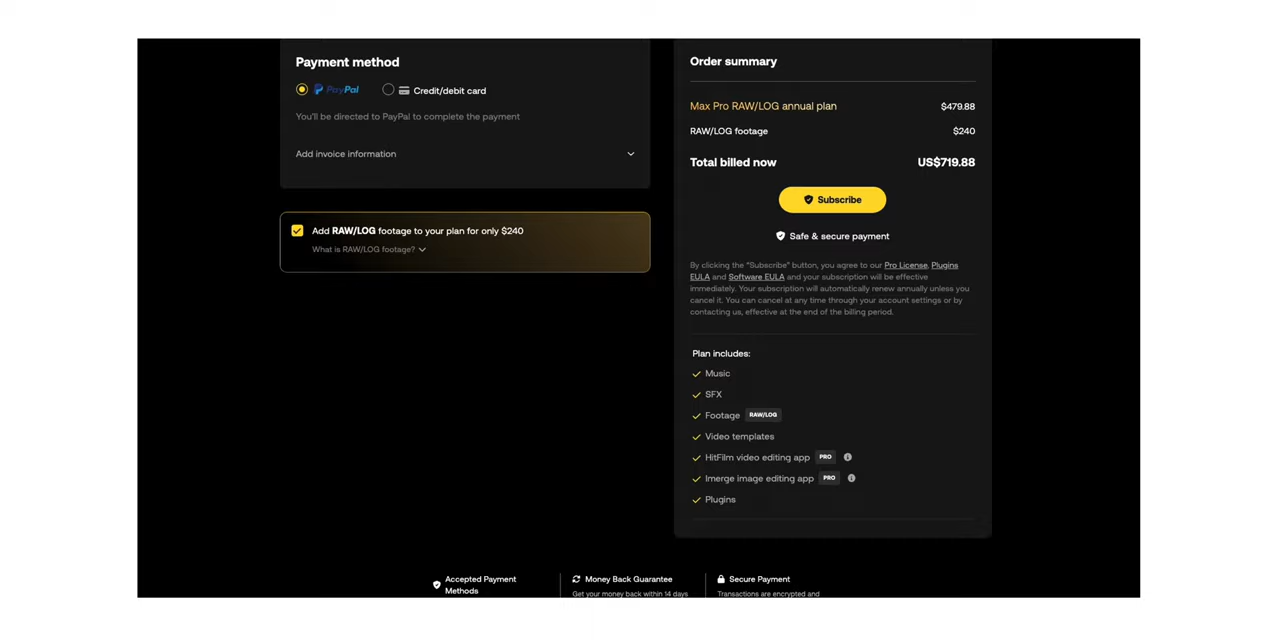 Payment method
PayPal
Credit/debit card
You'll be directed to PayPal to complete the payment
Add invoice information
Add RAW/LOG footage to your plan for only $240
What is RAW/LOG footage?
Order summary
Max Pro RAW/LOG annual plan $479.88
RAW/LOG footage $240
Total billed now US$719.88
Subscribe
Safe & secure payment
By clicking the "Subscribe" button, you agree to our Pro License, Plugins
EULA and Software EULA and your subscription will be effective
immediately. Your subscription will automatically renew annually unless you
cancel it. You can cancel at any time through your account settings or by
contacting us, effective at the end of the billing period.
Plan includes:
Music
SFX
Footage RAW/LOG
Video templates
HitFilm video editing app PRO
Imerge image editing app PRO
Plugins
Accepted Payment
Methods
Money Back Guarantee
Get your money back within 14 days
Secure Payment
Transactions are encrypted and